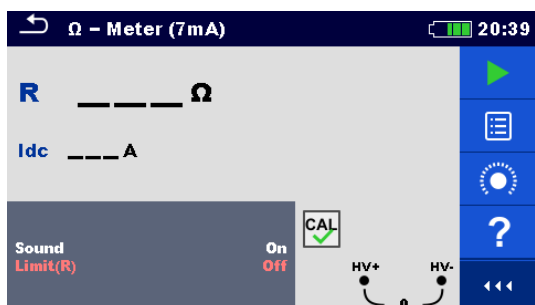 Ω – Meter (7mA) 20:39
R ___ Ω
Idc ___ A
Sound On
Limit(R) Off
CAL
HV+ HV-
Ω
?